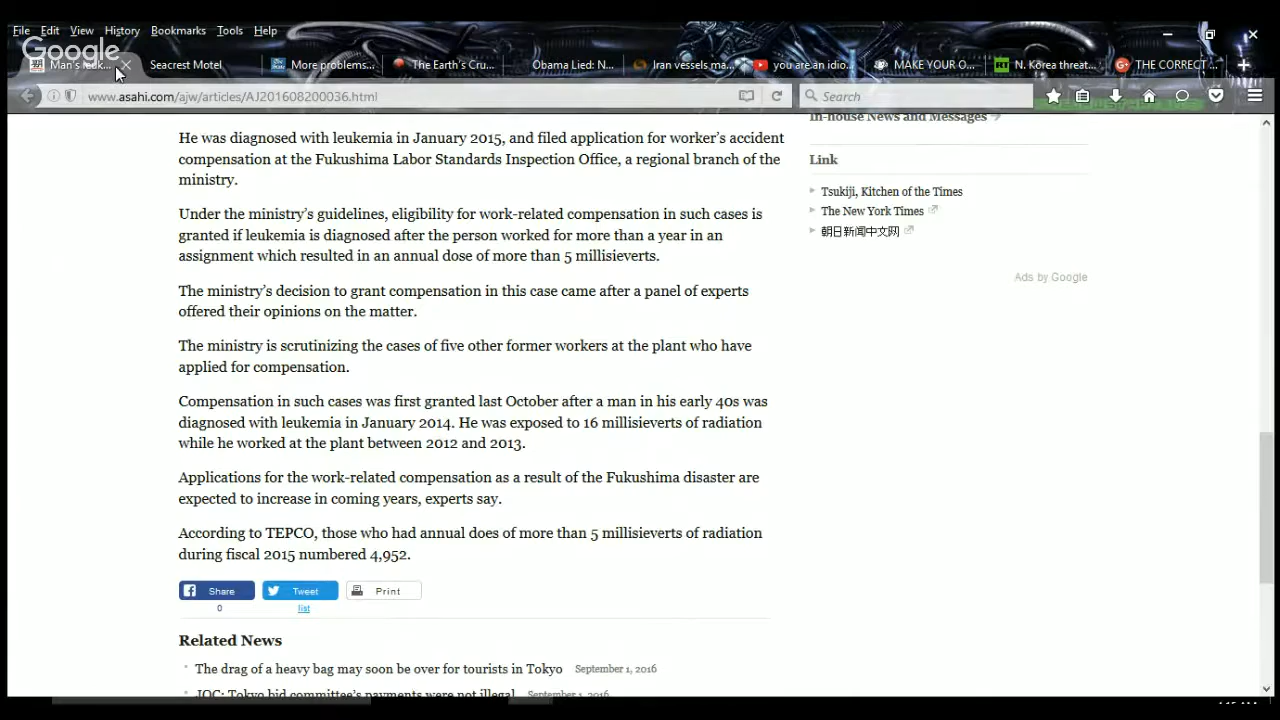 File Edit View History Bookmarks Tools Help
Google
Man's leuk... Seacrest Motel More problems... The Earth's Cru... Obama Lied: N... Iran vessels ma... you are an idio... MAKE YOUR O... N. Korea threat... THE CORRECT ...
www.asahi.com/ajw/articles/AJ201608200036.html Search
In-house News and Messages
He was diagnosed with leukemia in January 2015, and filed application for worker's accident
compensation at the Fukushima Labor Standards Inspection Office, a regional branch of the
ministry.
Under the ministry's guidelines, eligibility for work-related compensation in such cases is
granted if leukemia is diagnosed after the person worked for more than a year in an
assignment which resulted in an annual dose of more than 5 millisieverts.
The ministry's decision to grant compensation in this case came after a panel of experts
offered their opinions on the matter.
The ministry is scrutinizing the cases of five other former workers at the plant who have
applied for compensation.
Compensation in such cases was first granted last October after a man in his early 40s was
diagnosed with leukemia in January 2014. He was exposed to 16 millisieverts of radiation
while he worked at the plant between 2012 and 2013.
Applications for the work-related compensation as a result of the Fukushima disaster are
expected to increase in coming years, experts say.
According to TEPCO, those who had annual does of more than 5 millisieverts of radiation
during fiscal 2015 numbered 4,952.
Share Tweet Print
0 list
Related News
The drag of a heavy bag may soon be over for tourists in Tokyo September 1, 2016
JOC: Tokyo bid committee's payments were not illegal September 1, 2016
Link
Tsukiji, Kitchen of the Times
The New York Times
朝日新闻中文网
Ads by Google